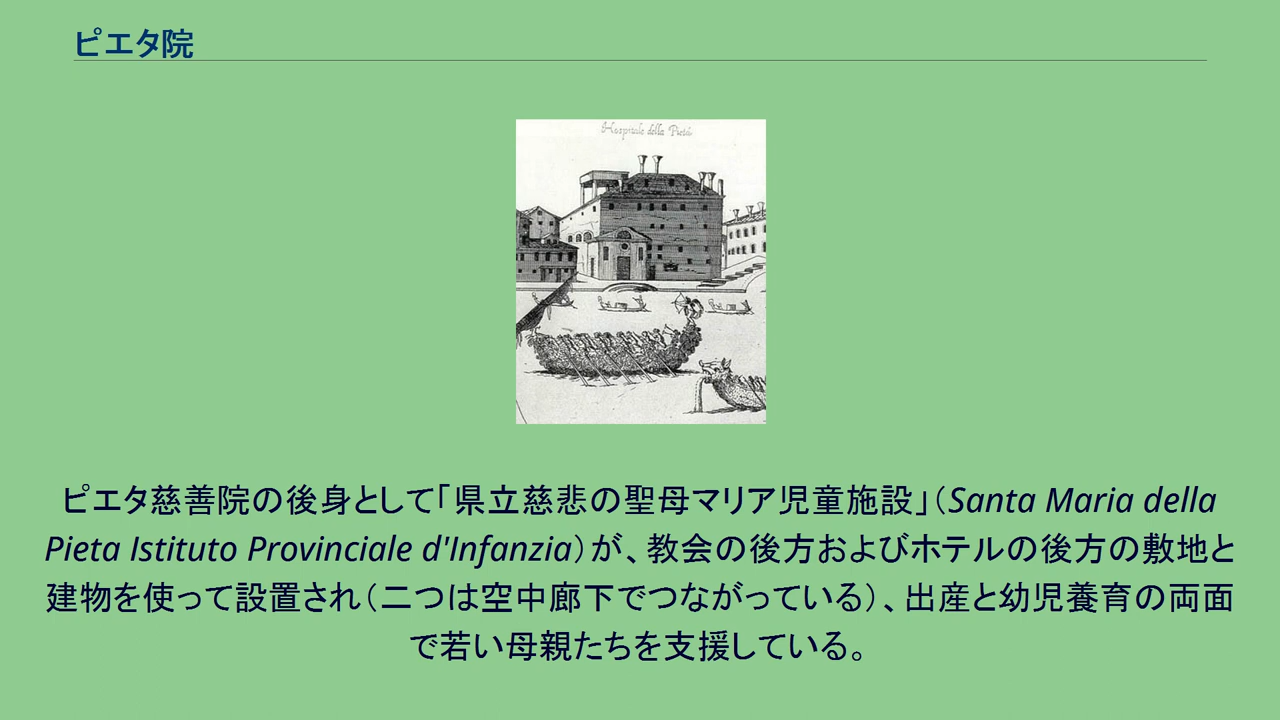 ピエタ院
Hospitale della Pietà
ピエタ慈善院の後身として｢県立慈悲の聖母マリア児童施設｣（Santa Maria della
Pieta Istituto Provinciale d'Infanzia）が、教会の後方およびホテルの後方の敷地と
建物を使って設置され（二つは空中廊下でつながっている）、出産と幼児養育の両面
で若い母親たちを支援している。